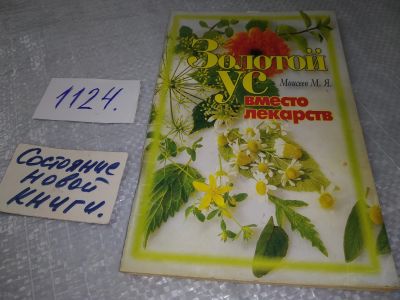 1124.
Состояние
новой
книги.
Золотой
ус
Моисеев М. Я.
вместо
лекарств